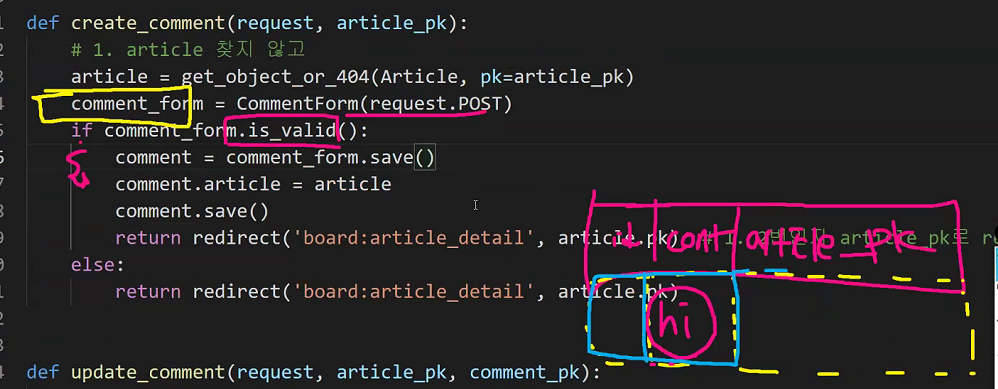 def create_comment(request, article_pk):
# 1. article 찾지 않고
article = get_object_or_404(Article, pk=article_pk)
comment_form = CommentForm(request.POST)
if comment_form.is_valid():
comment = comment_form.save()
comment.article = article
comment.save()
return redirect('board:article_detail', article.pk) # 1. article_pk로 re
else:
return redirect('board:article_detail', article.pk)
id cont article_pk
hi
def update_comment(request, article_pk, comment_pk):